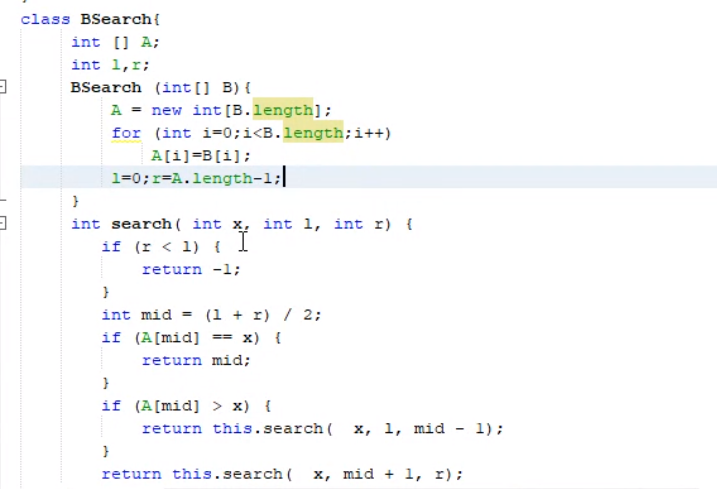 class BSearch{
int [] A;
int l,r;
BSearch (int[] B){
A = new int[B.length];
for (int i=0;i<B.length;i++)
A[i]=B[i];
l=0;r=A.length-1;
}
int search( int x, int l, int r) {
if (r < l) {
return -1;
}
int mid = (l + r) / 2;
if (A[mid] == x) {
return mid;
}
if (A[mid] > x) {
return this.search(  x, l, mid - 1);
}
return this.search(  x, mid + 1, r);